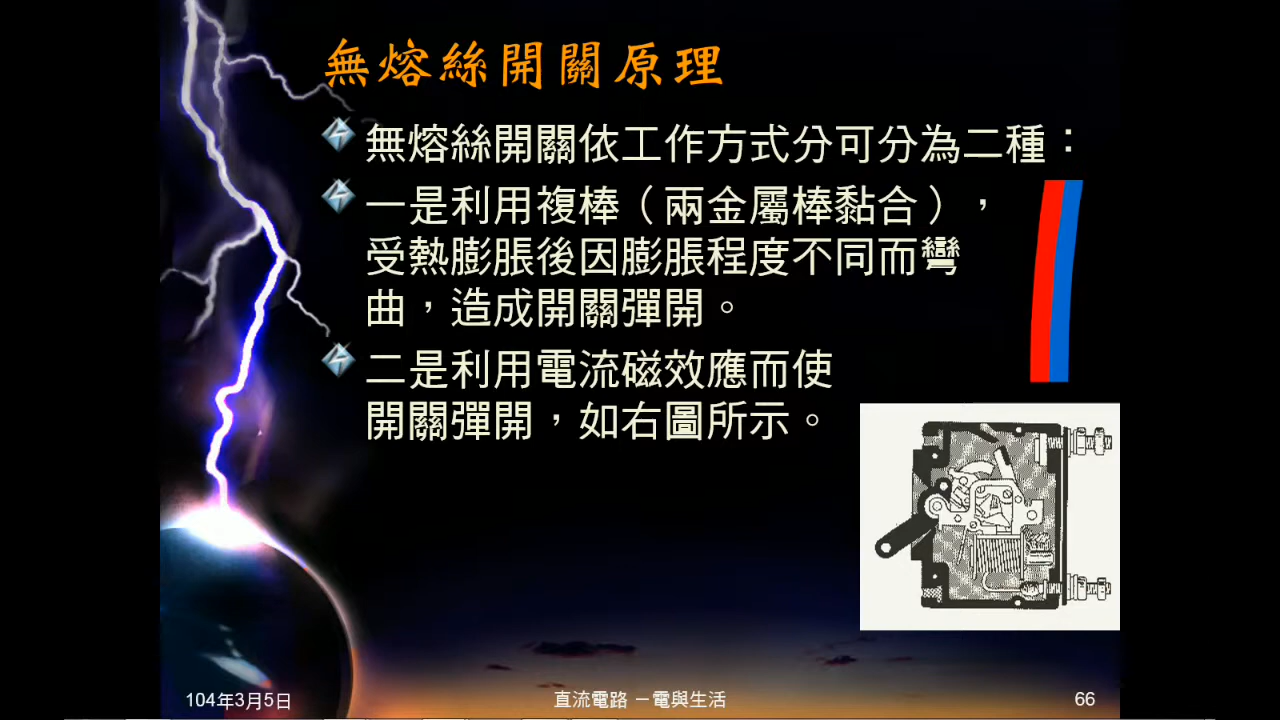 無熔絲開關原理
無熔絲開關依工作方式分可分為二種：
一是利用複棒（兩金屬棒黏合），
受熱膨脹後因膨脹程度不同而彎
曲，造成開關彈開。
二是利用電流磁效應而使
開關彈開，如右圖所示。
104年3月5日
直流電路 －電與生活
66